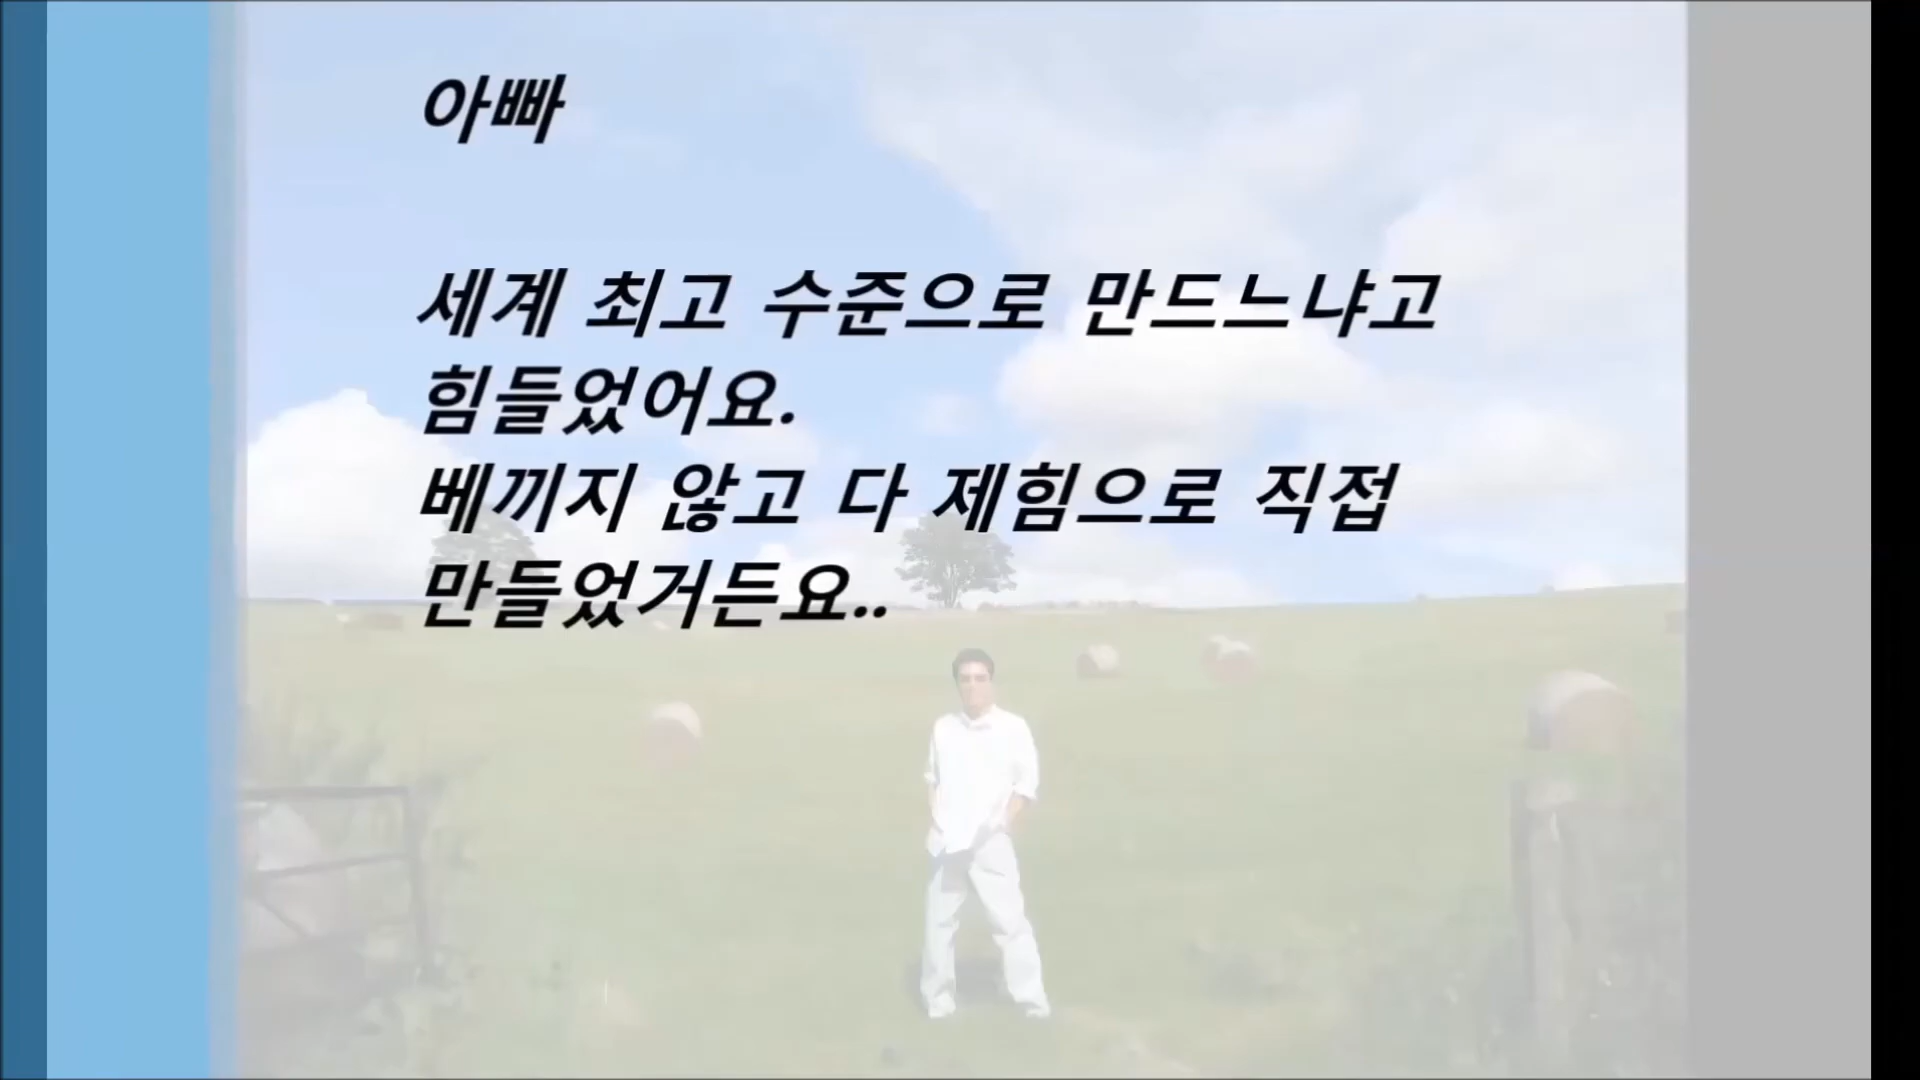 아빠
세계 최고 수준으로 만드느냐고
힘들었어요.
베끼지 않고 다 제힘으로 직접
만들었거든요..